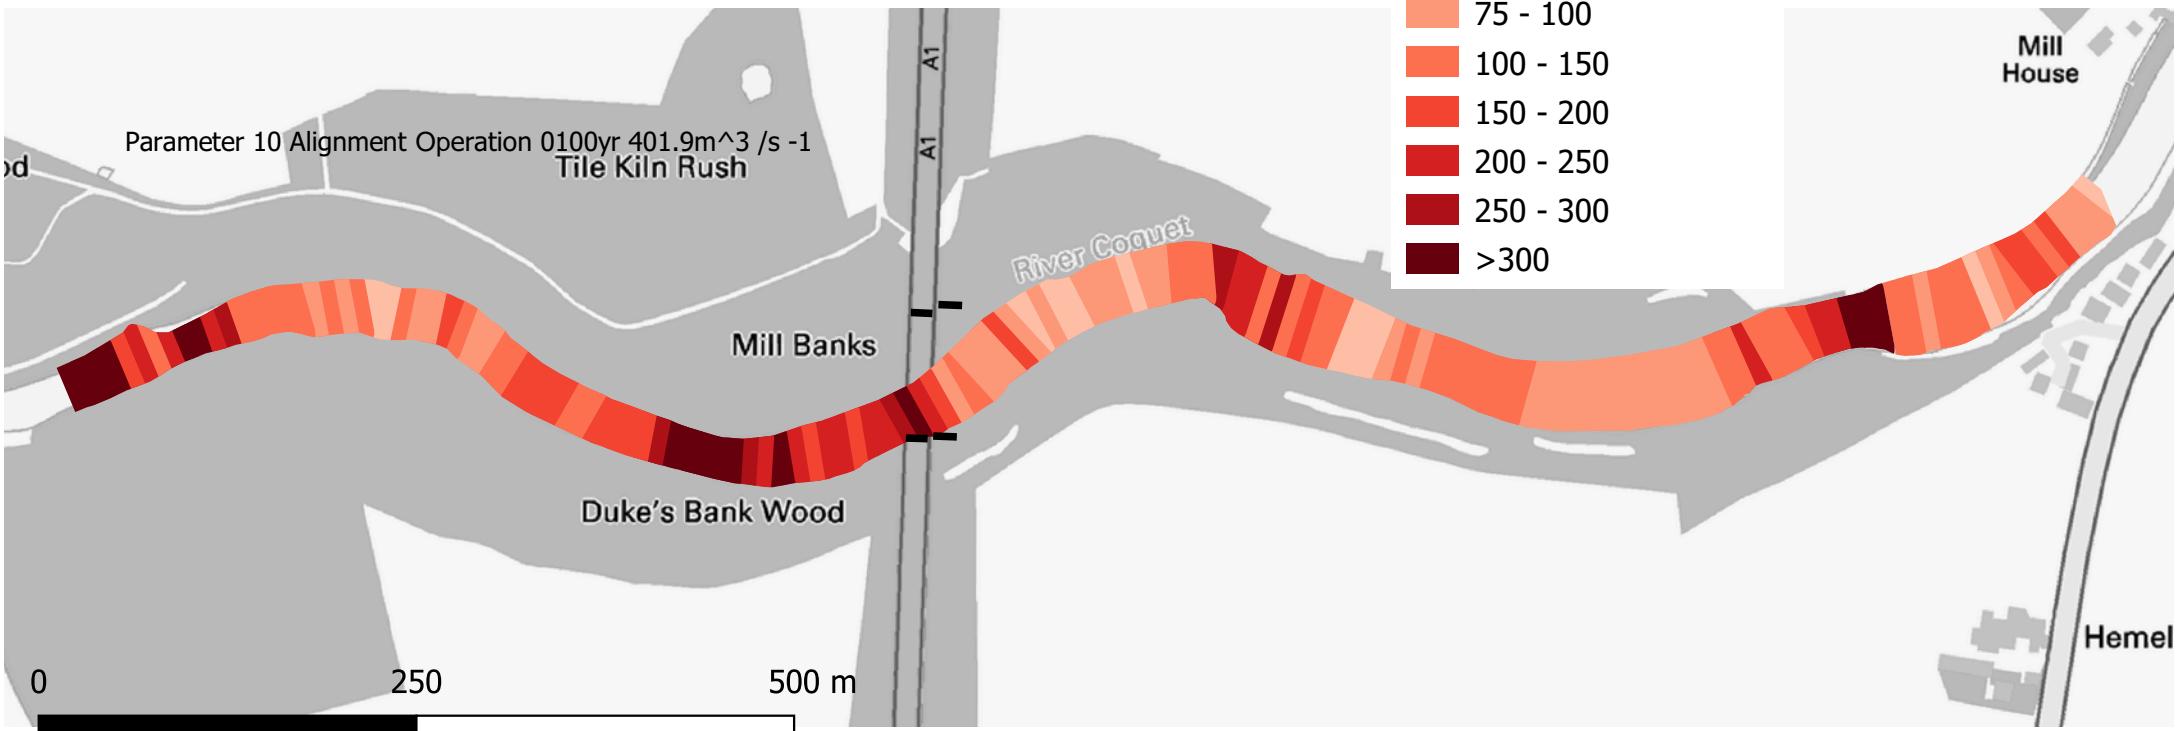 75 - 100
100 - 150
150 - 200
200 - 250
250 - 300
>300
Mill
House
A1
A1
Parameter 10 Alignment Operation 0100yr 401.9m^3 /s -1
od
Tile Kiln Rush
River Coquet
Mill Banks
Duke's Bank Wood
Hemel
0 250 500 m